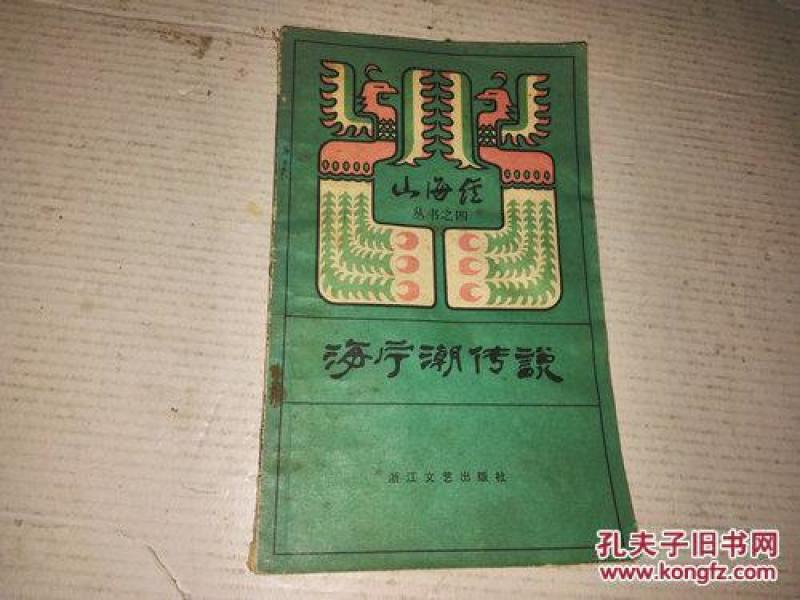 山海经
丛书之四
海宁潮传说
浙江文艺出版社
孔夫子旧书网
www.kongfz.com